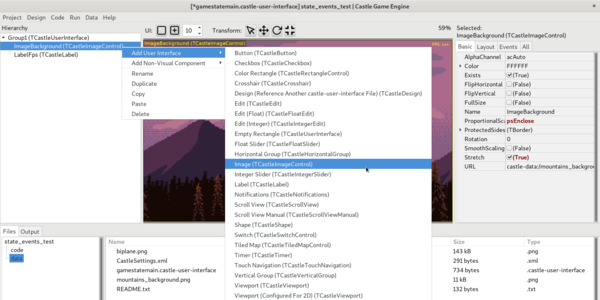 [*gamestatemain.castle-user-interface] state_events_test | Castle Game Engine
Project Design Code Run Data Help
Hierarchy
Group1 (TCastleUserInterface)
ImageBackground (TCastleImageControl)
LabelFps (TCastleLabel)
UI: 10 Transform: All 59%
ImageBackground (TCastleImageControl)
Add User Interface
Add Non-Visual Component
Rename
Duplicate
Copy
Paste
Delete
Button (TCastleButton)
Checkbox (TCastleCheckbox)
Color Rectangle (TCastleRectangleControl)
Crosshair (TCastleCrosshair)
Design (Reference Another castle-user-interface File) (TCastleDesign)
Edit (TCastleEdit)
Edit (Float) (TCastleFloatEdit)
Edit (Integer) (TCastleIntegerEdit)
Empty Rectangle (TCastleUserInterface)
Float Slider (TCastleFloatSlider)
Horizontal Group (TCastleHorizontalGroup)
Image (TCastleImageControl)
Integer Slider (TCastleIntegerSlider)
Label (TCastleLabel)
Notifications (TCastleNotifications)
Scroll View (TCastleScrollView)
Scroll View Manual (TCastleScrollViewManual)
Shape (TCastleShape)
Switch (TCastleSwitchControl)
Tiled Map (TCastleTiledMapControl)
Timer (TCastleTimer)
Touch Navigation (TCastleTouchNavigation)
Vertical Group (TCastleVerticalGroup)
Viewport (TCastleViewport)
Viewport (Configured For 2D) (TCastleViewport)
Selected:
ImageBackground (TCastleImageControl)
Basic Layout Events All
AlphaChannel acAuto
Color FFFFFF
Exists (True)
FlipHorizontal (False)
FlipVertical (False)
FullSize (False)
Name ImageBackground
ProportionalSca psEnclose
ProtectedSides (TBorder)
Rotation 0
SmoothScaling (False)
Stretch (True)
URL castle-data:/mountains_backgro
Files Output
state_events_test
code
data
Name
biplane.png
CastleSettings.xml
gamestatemain.castle-user-interface
mountains_background.png
README.txt
Size Type
143 kB .png
291 bytes .xml
734 bytes .castle-user-interface
11 kB .png
132 bytes .txt